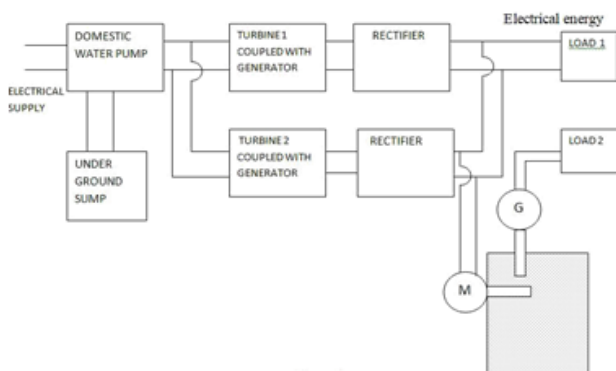 Electrical energy
DOMESTIC
WATER PUMP
TURBINE 1
COUPLED WITH
GENERATOR
RECTIFIER
LOAD 1
ELECTRICAL
SUPPLY
UNDER
GROUND
SUMP
TURBINE 2
COUPLED WITH
GENERATOR
RECTIFIER
LOAD 2
G
M